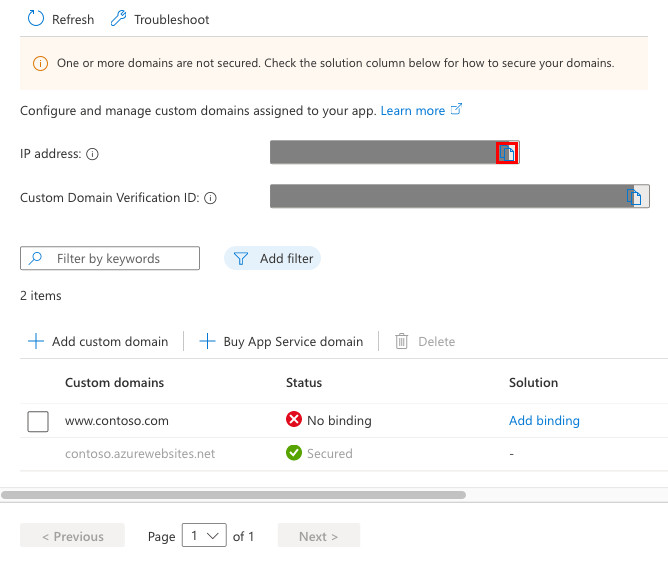 Refresh Troubleshoot
One or more domains are not secured. Check the solution column below for how to secure your domains.
Configure and manage custom domains assigned to your app. Learn more
IP address:
Custom Domain Verification ID:
Filter by keywords Add filter
2 items
Add custom domain Buy App Service domain Delete
Custom domains Status Solution
www.contoso.com No binding Add binding
contoso.azurewebsites.net Secured -
< Previous Page 1 of 1 Next >